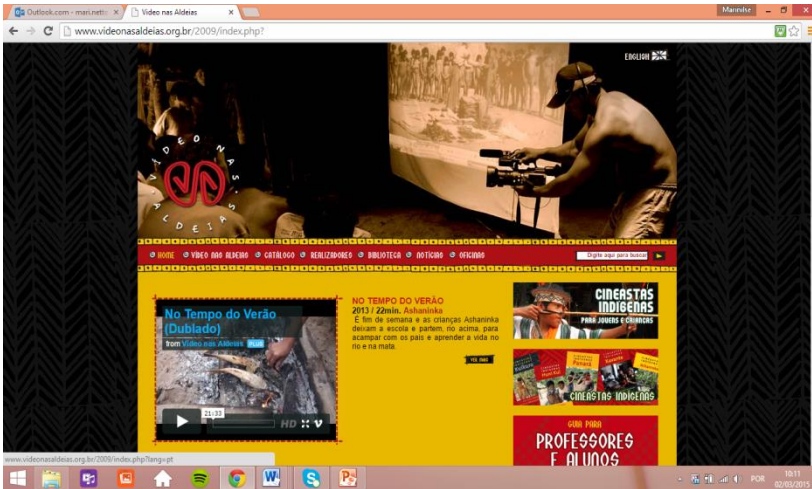 Outlook.com - mari.netto
Video nas Aldeias
Marinilse
www.videonasaldeias.org.br/2009/index.php?
ENGLISH
VIDEO NAS ALDEIAS
HOME VÍDEO NAS ALDEIAS CATÁLOGO REALIZADORES BIBLIOTECA NOTÍCIAS OFICINAS
Digite aqui para buscar
No Tempo do Verão
(Dublado)
from Video nas Aldeias PLUS
21:33
HD
NO TEMPO DO VERÃO
2013 / 22min. Ashaninka
É fim de semana e as crianças Ashaninka
deixam a escola e partem, rio acima, para
acampar com os pais e aprender a vida no
rio e na mata.
VER MAIS
CINEASTAS
INDÍGENAS
PARA JOVENS E CRIANÇAS
Panará
CINEASTAS INDÍGENAS
GUIA PARA
PROFESSORES
E ALUNOS
www.videonasaldeias.org.br/2009/index.php?lang=pt
POR
10:11
02/03/2015